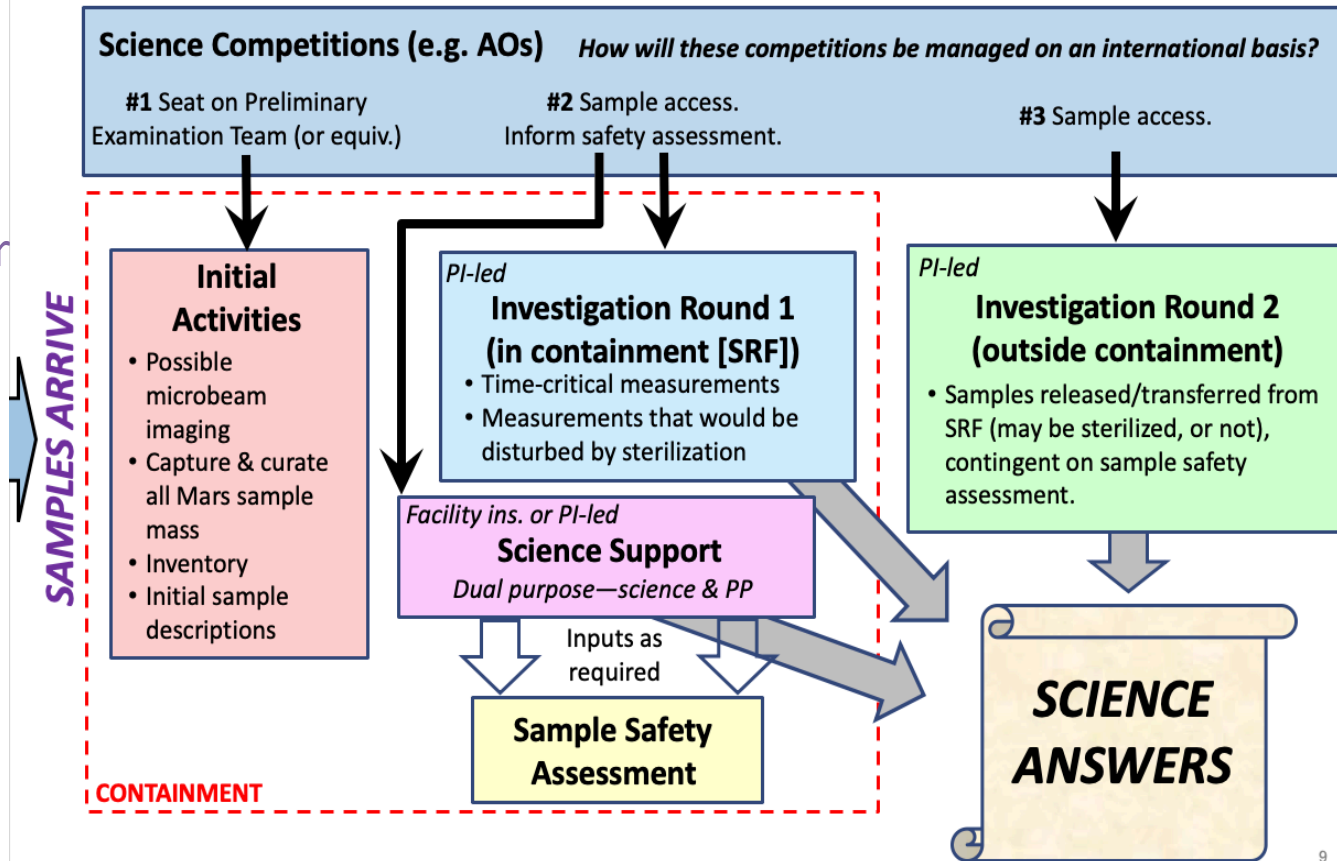 Science Competitions (e.g. AOs) How will these competitions be managed on an international basis?
#1 Seat on Preliminary
Examination Team (or equiv.)
#2 Sample access.
Inform safety assessment.
#3 Sample access.
r
SAMPLES ARRIVE
Initial
Activities
• Possible
microbeam
imaging
• Capture & curate
all Mars sample
mass
• Inventory
• Initial sample
descriptions
PI-led
Investigation Round 1
(in containment [SRF])
• Time-critical measurements
• Measurements that would be
disturbed by sterilization
PI-led
Investigation Round 2
(outside containment)
• Samples released/transferred from
SRF (may be sterilized, or not),
contingent on sample safety
assessment.
Facility ins. or PI-led
Science Support
Dual purpose—science & PP
Inputs as
required
Sample Safety
Assessment
CONTAINMENT
SCIENCE
ANSWERS
9